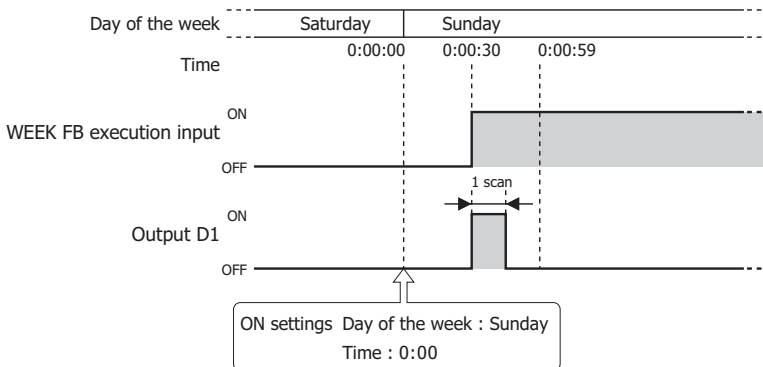 Day of the week Saturday Sunday
Time 0:00:00 0:00:30 0:00:59
WEEK FB execution input ON
OFF
1 scan
Output D1 ON
OFF
ON settings Day of the week : Sunday
Time : 0:00